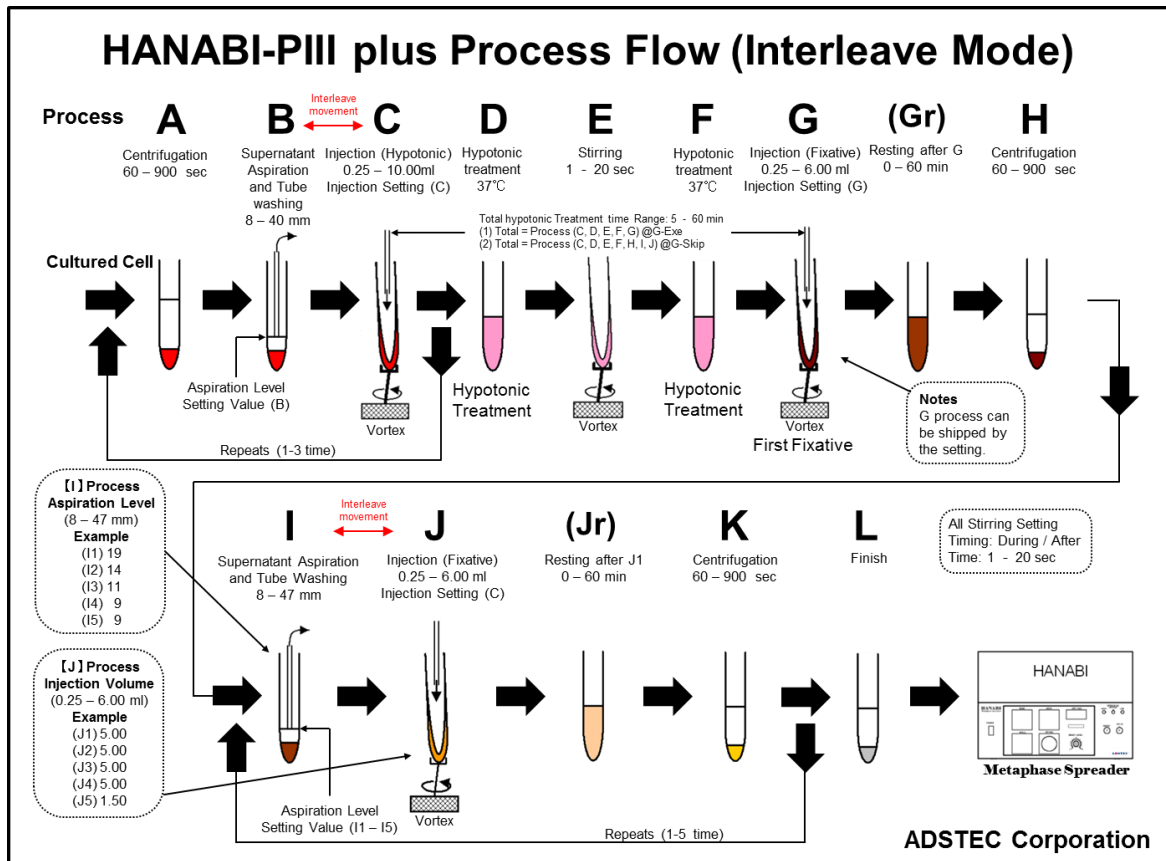 HANABI-PIII plus Process Flow (Interleave Mode)
Process
A
Centrifugation
60 – 900 sec
B
Supernatant
Aspiration
and Tube
washing
8 – 40 mm
Interleave
movement
C
Injection (Hypotonic)
0.25 – 10.00ml
Injection Setting (C)
D
Hypotonic
treatment
37℃
E
Stirring
1 - 20 sec
F
Hypotonic
treatment
37℃
G
Injection (Fixative)
0.25 – 6.00 ml
Injection Setting (G)
(Gr)
Resting after G
0 – 60 min
H
Centrifugation
60 – 900 sec
Total hypotonic Treatment time Range: 5 - 60 min
(1) Total = Process (C, D, E, F, G) @G-Exe
(2) Total = Process (C, D, E, F, H, I, J) @G-Skip
Cultured Cell
Aspiration Level
Setting Value (B)
Vortex
Hypotonic
Treatment
Vortex
Hypotonic
Treatment
Vortex
First Fixative
Notes
G process can
be shipped by
the setting.
Repeats (1-3 time)
【I】Process
Aspiration Level
(8 – 47 mm)
Example
(I1) 19
(I2) 14
(I3) 11
(I4) 9
(I5) 9
I
Supernatant Aspiration
and Tube Washing
8 – 47 mm
Interleave
movement
J
Injection (Fixative)
0.25 – 6.00 ml
Injection Setting (C)
(Jr)
Resting after J1
0 – 60 min
K
Centrifugation
60 – 900 sec
L
Finish
All Stirring Setting
Timing: During / After
Time: 1 - 20 sec
【J】Process
Injection Volume
(0.25 – 6.00 ml)
Example
(J1) 5.00
(J2) 5.00
(J3) 5.00
(J4) 5.00
(J5) 1.50
Aspiration Level
Setting Value (I1 – I5)
Vortex
Repeats (1-5 time)
HANABI
HANABI
ADSTEC
Metaphase Spreader
ADSTEC Corporation